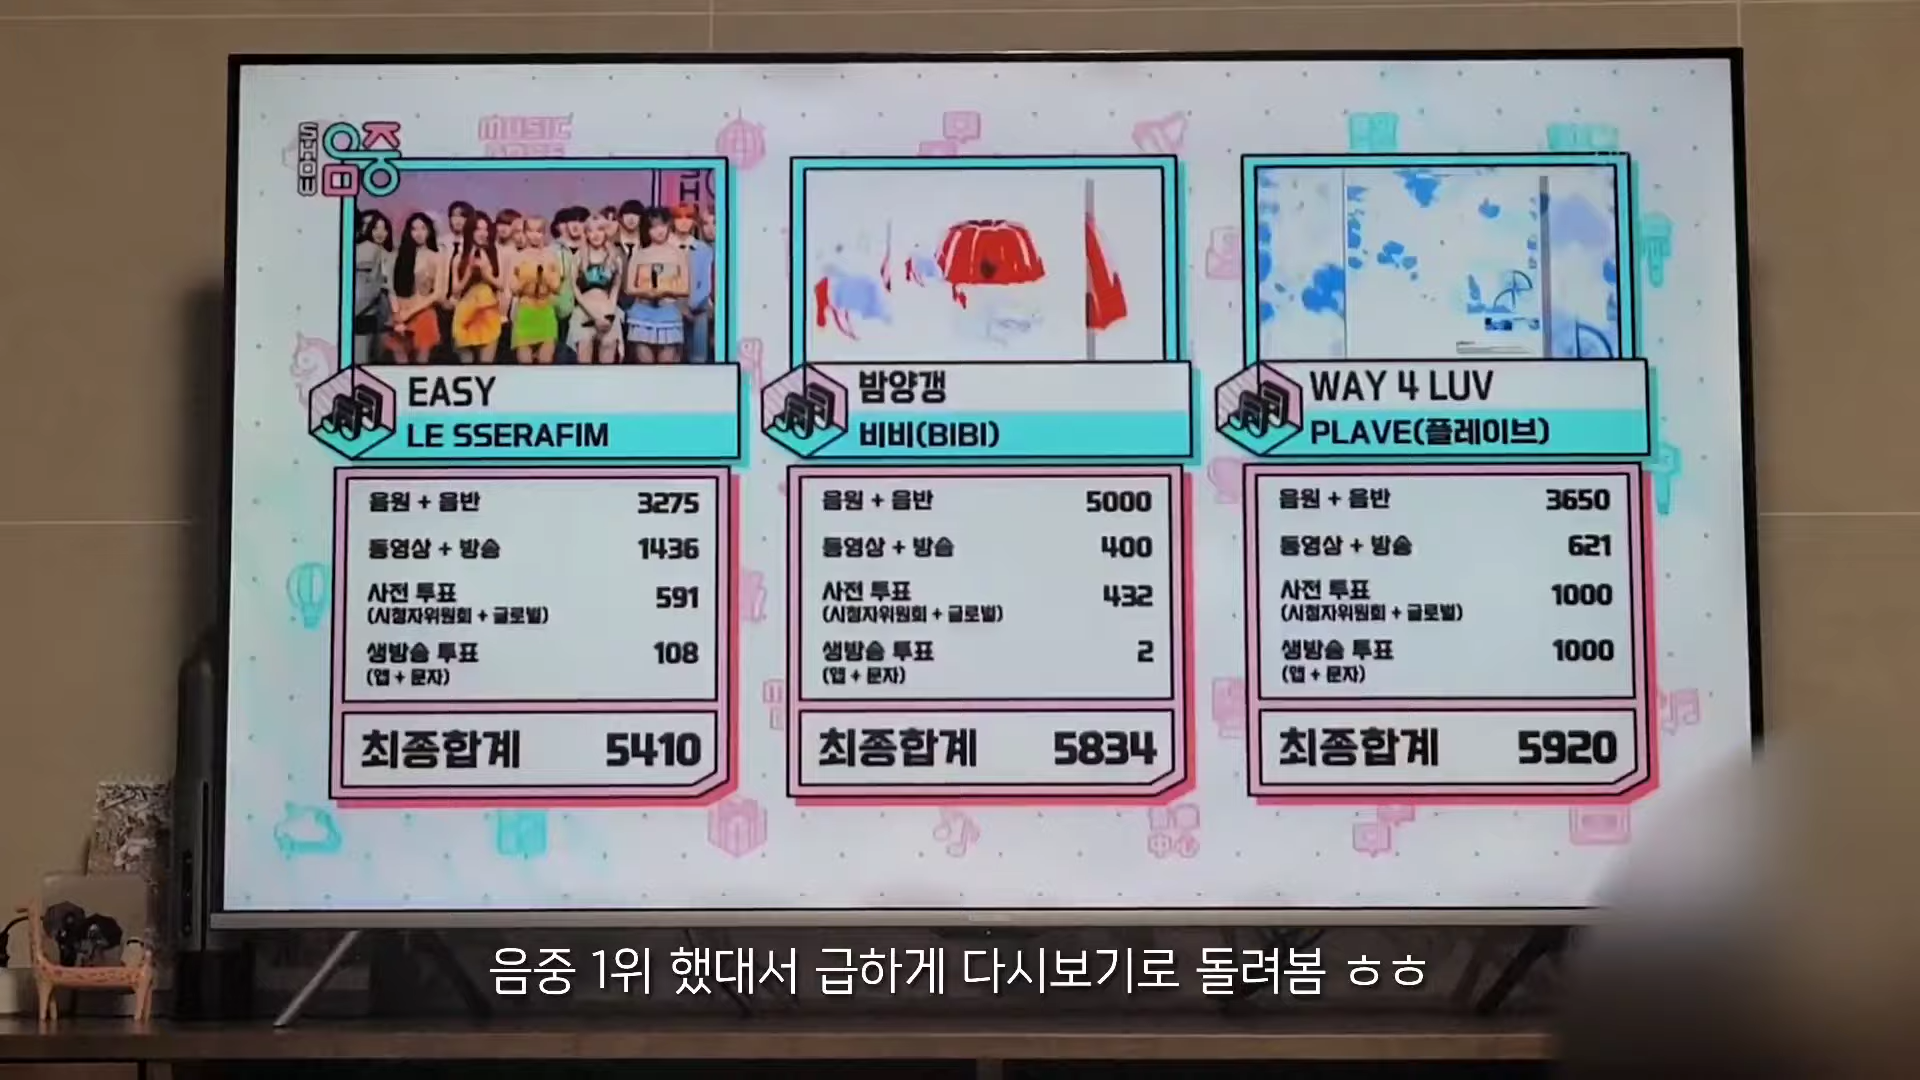 SHOW
음중
MUSIC
EASY
LE SSERAFIM
음원 + 음반 3275
동영상 + 방송 1436
사전 투표 591
(시청자위원회 + 글로벌)
생방송 투표 108
(앱 + 문자)
최종합계 5410
밤양갱
비비(BIBI)
음원 + 음반 5000
동영상 + 방송 400
사전 투표 432
(시청자위원회 + 글로벌)
생방송 투표 2
(앱 + 문자)
최종합계 5834
WAY 4 LUV
PLAVE(플레이브)
음원 + 음반 3650
동영상 + 방송 621
사전 투표 1000
(시청자위원회 + 글로벌)
생방송 투표 1000
(앱 + 문자)
최종합계 5920
음중 1위 했대서 급하게 다시보기로 돌려봄 ㅎㅎ